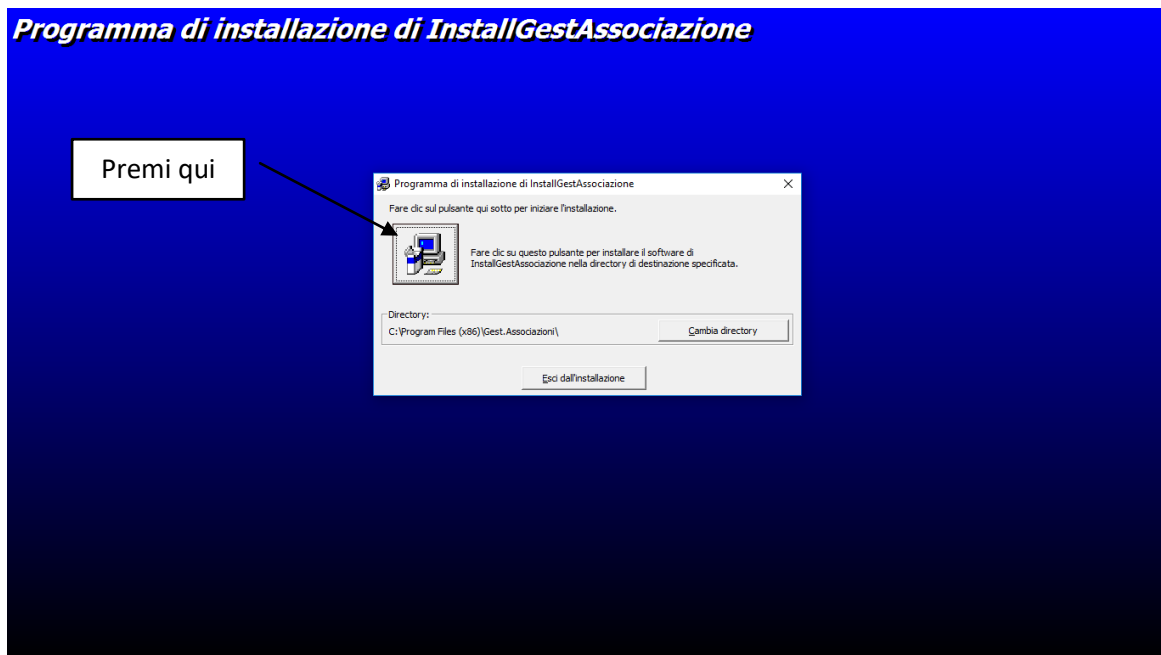 Programma di installazione di InstallGestAssociazione
Premi qui
Programma di installazione di InstallGestAssociazione
Fare clic sul pulsante qui sotto per iniziare l'installazione.
Fare clic su questo pulsante per installare il software di
InstallGestAssociazione nella directory di destinazione specificata.
Directory:
C:\Program Files (x86)\Gest.Associazioni\
Cambia directory
Esci dall'installazione